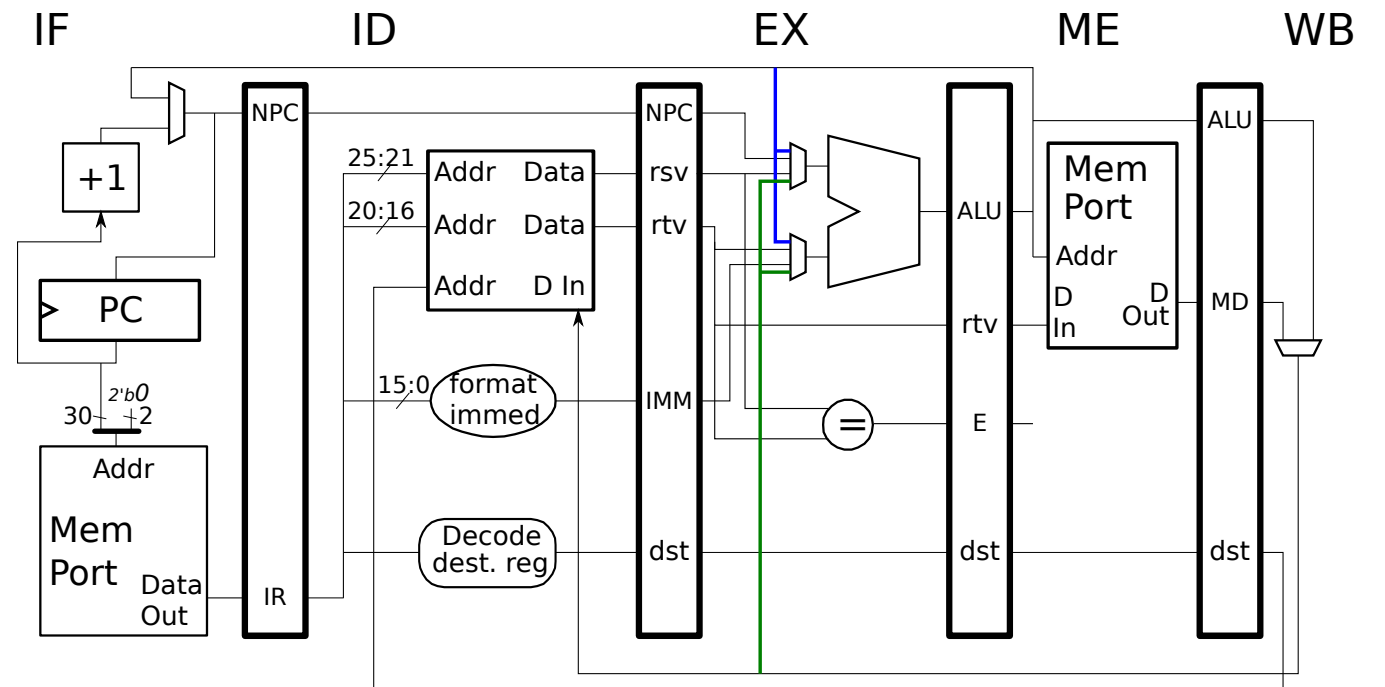 IF
ID
EX
ME
WB
NPC
+1
PC
2'b0
30
2
Addr
Mem
Port
Data
Out
IR
25:21
20:16
Addr
Data
Addr
Data
Addr
D In
15:0
format
immed
Decode
dest. reg
NPC
rsv
rtv
IMM
dst
=
ALU
rtv
E
dst
Mem
Port
Addr
D
In
D
Out
ALU
MD
dst